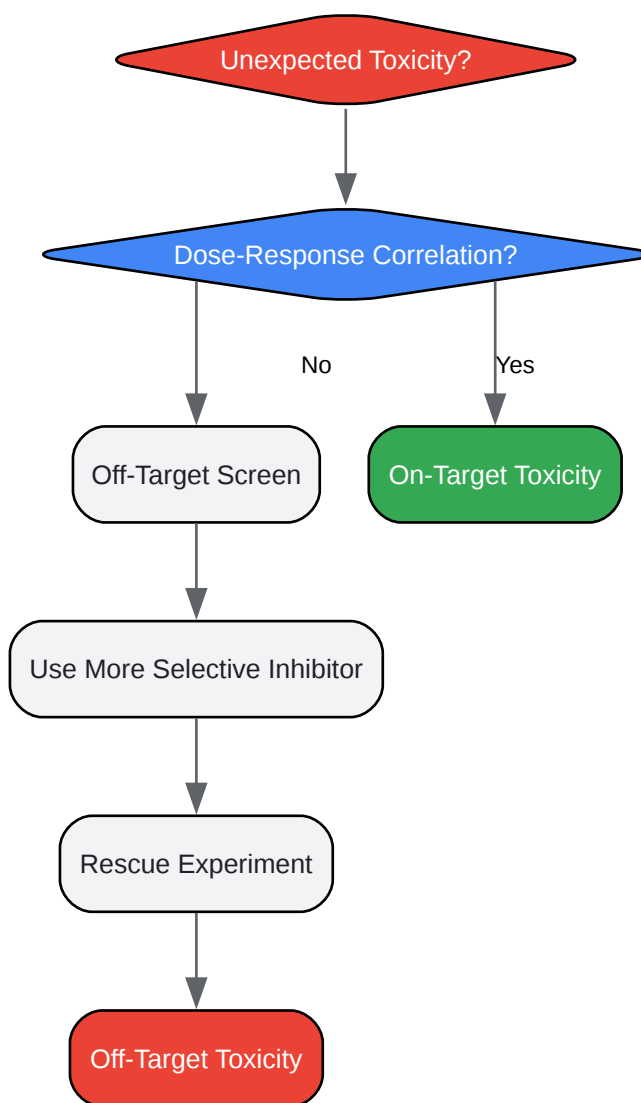 Unexpected Toxicity?
Dose-Response Correlation?
No
Yes
Off-Target Screen
On-Target Toxicity
Use More Selective Inhibitor
Rescue Experiment
Off-Target Toxicity